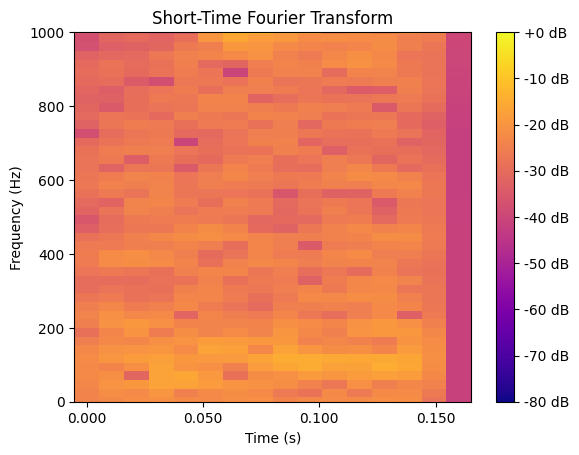 Short-Time Fourier Transform
1000
800
600
400
200
0
Frequency (Hz)
0.000
0.050
0.100
0.150
Time (s)
+0 dB
-10 dB
-20 dB
-30 dB
-40 dB
-50 dB
-60 dB
-70 dB
-80 dB